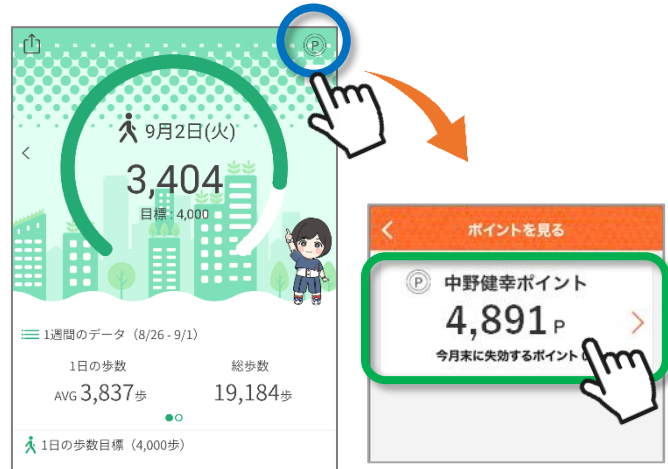 P
9月2日(火)
3,404
目標 : 4,000
1週間のデータ（8/26 - 9/1）
1日の歩数
AVG 3,837歩
総歩数
19,184歩
1日の歩数目標（4,000歩）
ポイントを見る
P 中野健幸ポイント
4,891 P
今月末に失効するポイント